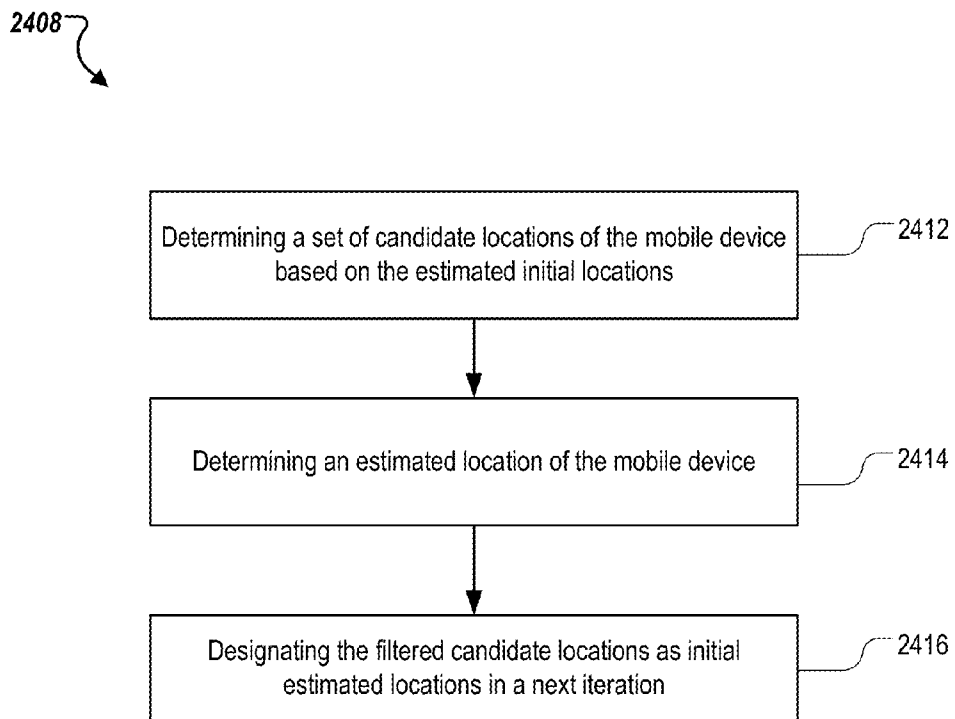 2408
Determining a set of candidate locations of the mobile device
based on the estimated initial locations
2412
Determining an estimated location of the mobile device
2414
Designating the filtered candidate locations as initial
estimated locations in a next iteration
2416